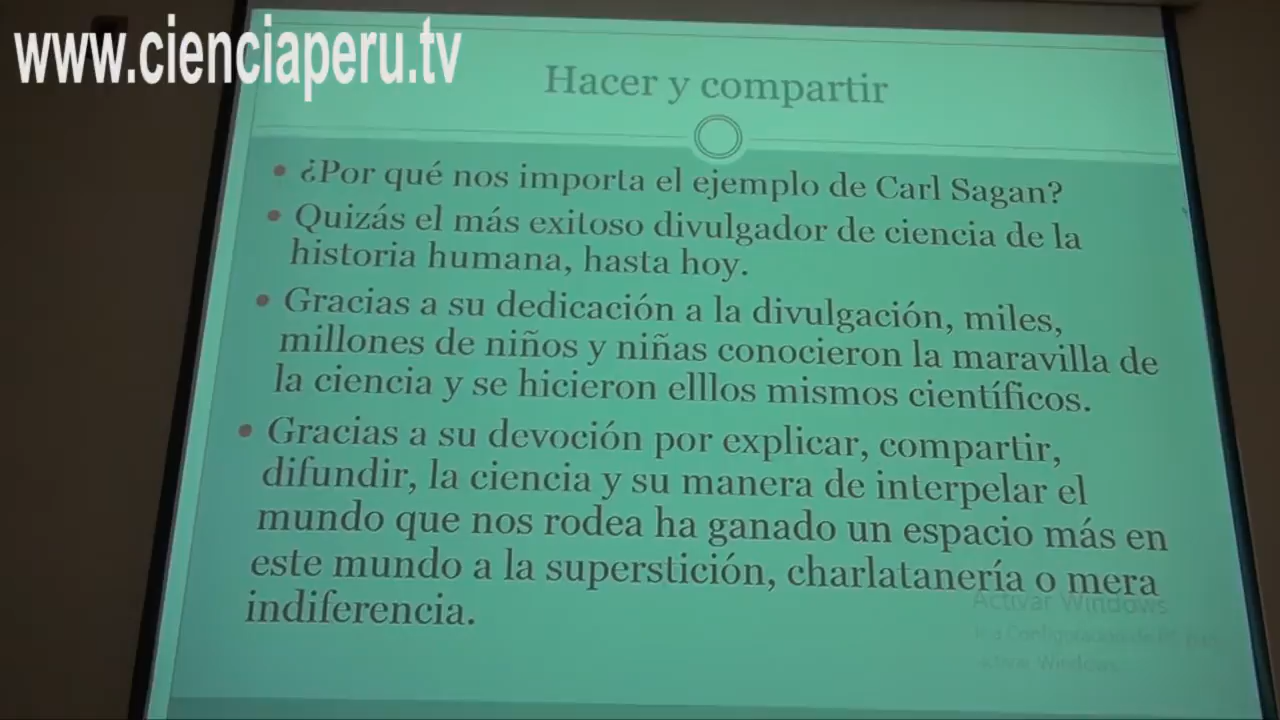 www.cienciaperu.tv
Hacer y compartir
• ¿Por qué nos importa el ejemplo de Carl Sagan?
• Quizás el más exitoso divulgador de ciencia de la
historia humana, hasta hoy.
• Gracias a su dedicación a la divulgación, miles,
millones de niños y niñas conocieron la maravilla de
la ciencia y se hicieron elllos mismos científicos.
• Gracias a su devoción por explicar, compartir,
difundir, la ciencia y su manera de interpelar el
mundo que nos rodea ha ganado un espacio más en
este mundo a la superstición, charlatanería o mera
indiferencia.
Activar Windows
Configuración de
Windows